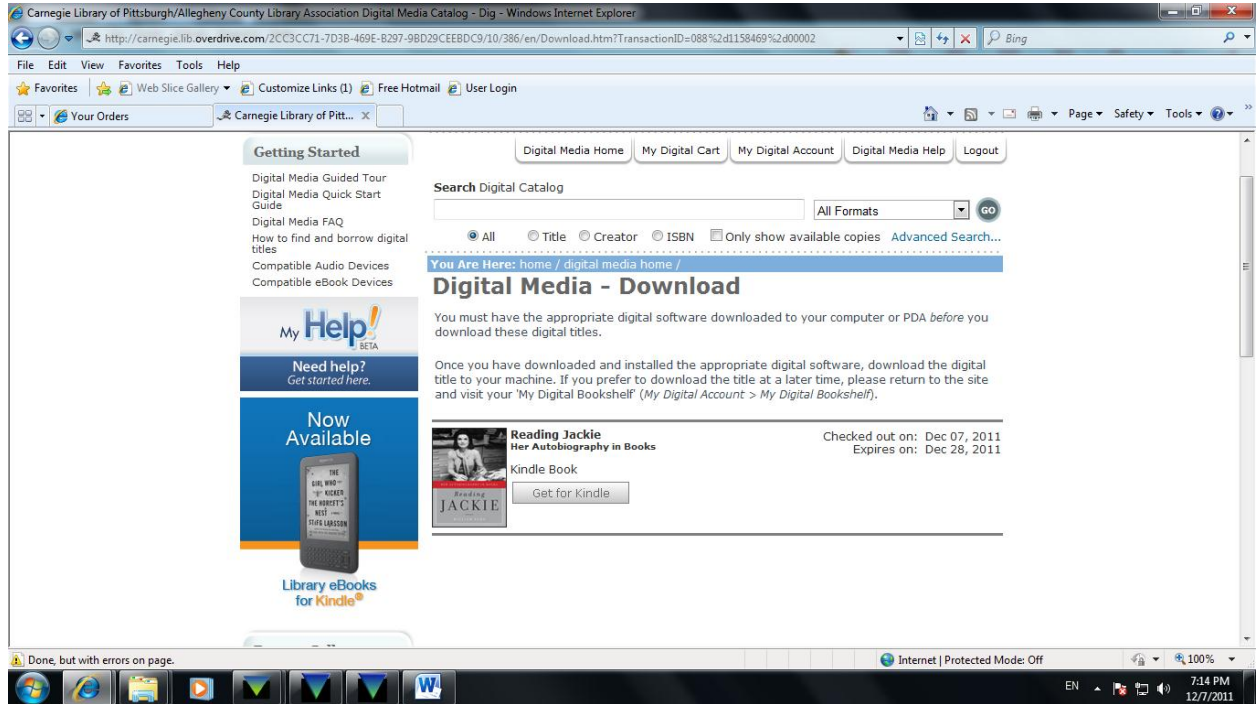 Carnegie Library of Pittsburgh/Allegheny County Library Association Digital Media Catalog - Dig - Windows Internet Explorer
http://carnegie.lib.overdrive.com/2CC3CC71-7D3B-469E-B297-9BD29CEEBDC9/10/386/en/Download.htm?TransactionID=088%2d1158469%2d00002
Bing
File Edit View Favorites Tools Help
Favorites Web Slice Gallery Customize Links (1) Free Hotmail User Login
Your Orders Carnegie Library of Pitt... X Page Safety Tools
Getting Started
Digital Media Guided Tour
Digital Media Quick Start
Guide
Digital Media FAQ
How to find and borrow digital
titles
Compatible Audio Devices
Compatible eBook Devices
My Help!
BETA
Need help?
Get started here.
Now
Available
THE
GIRL WHO
KICKED
THE HORNET'S
NEST
STIEG LARSSON
Library eBooks
for Kindle®
Digital Media Home My Digital Cart My Digital Account Digital Media Help Logout
Search Digital Catalog
All Formats GO
All Title Creator ISBN Only show available copies Advanced Search...
You Are Here: home / digital media home /
Digital Media - Download
You must have the appropriate digital software downloaded to your computer or PDA before you
download these digital titles.
Once you have downloaded and installed the appropriate digital software, download the digital
title to your machine. If you prefer to download the title at a later time, please return to the site
and visit your 'My Digital Bookshelf' (My Digital Account > My Digital Bookshelf).
Reading
JACKIE
Reading Jackie
Her Autobiography in Books
Kindle Book
Get for Kindle
Checked out on: Dec 07, 2011
Expires on: Dec 28, 2011
Done, but with errors on page. Internet | Protected Mode: Off 100%
EN 7:14 PM
12/7/2011